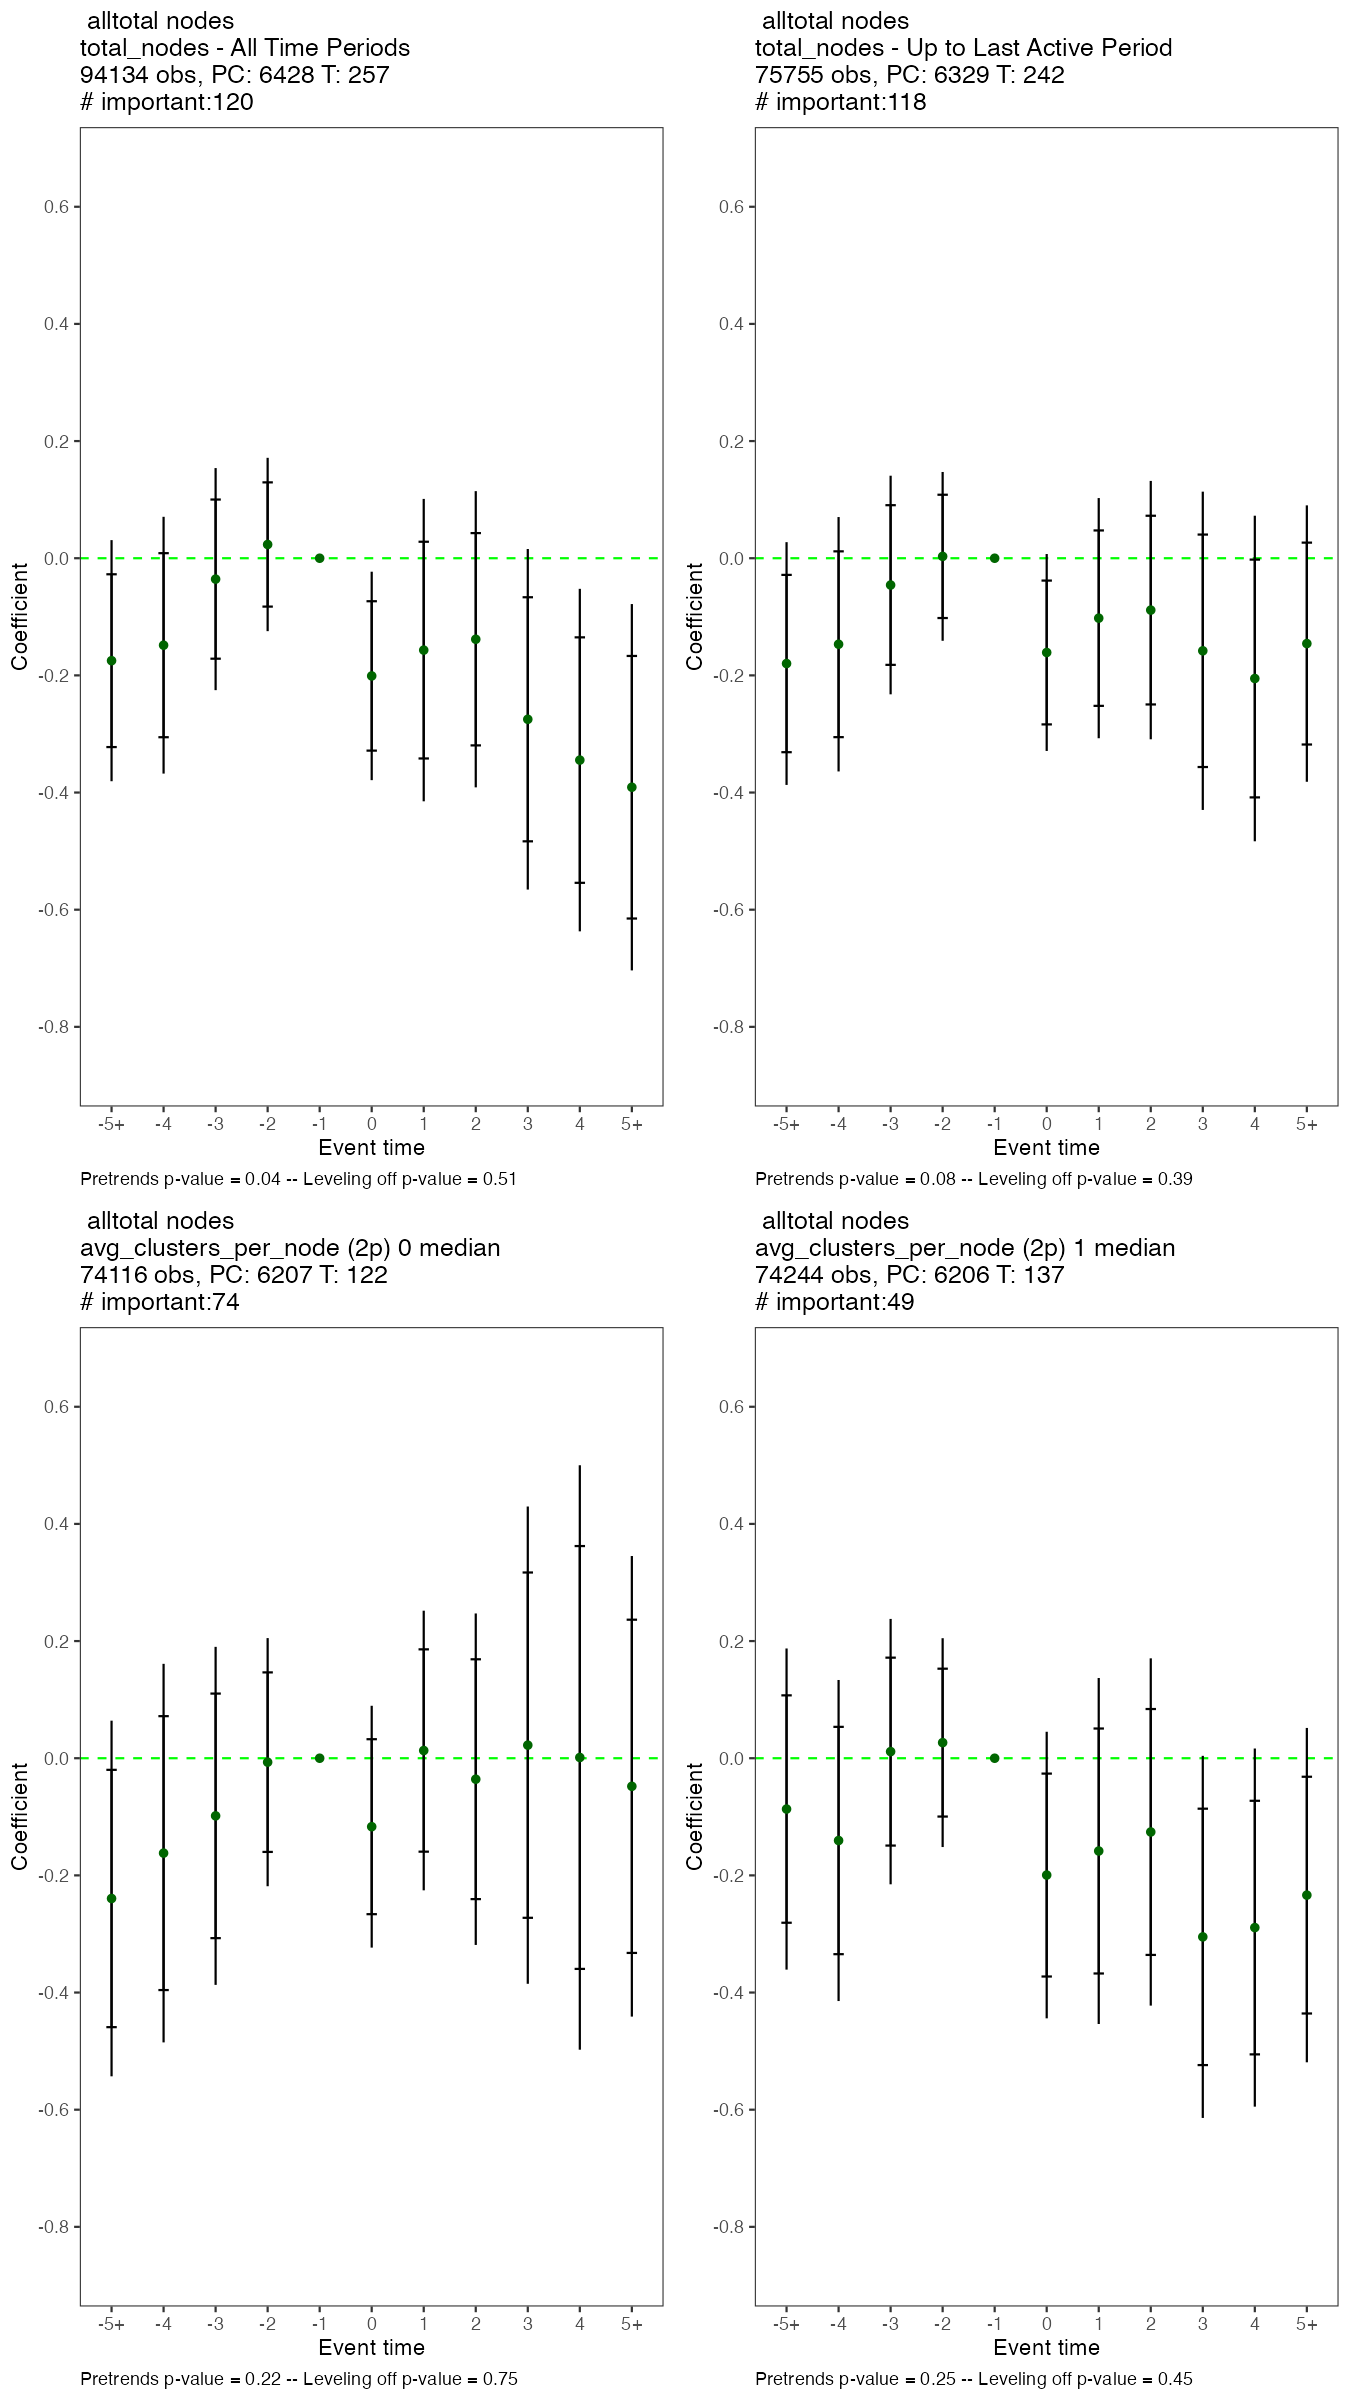 alltotal nodes
total_nodes - All Time Periods
94134 obs, PC: 6428 T: 257
# important:120
0.6
0.4
0.2
0.0
-0.2
-0.4
-0.6
-0.8
Coefficient
-5+ -4 -3 -2 -1 0 1 2 3 4 5+
Event time
Pretrends p-value = 0.04 -- Leveling off p-value = 0.51
alltotal nodes
total_nodes - Up to Last Active Period
75755 obs, PC: 6329 T: 242
# important:118
0.6
0.4
0.2
0.0
-0.2
-0.4
-0.6
-0.8
Coefficient
-5+ -4 -3 -2 -1 0 1 2 3 4 5+
Event time
Pretrends p-value = 0.08 -- Leveling off p-value = 0.39
alltotal nodes
avg_clusters_per_node (2p) 0 median
74116 obs, PC: 6207 T: 122
# important:74
0.6
0.4
0.2
0.0
-0.2
-0.4
-0.6
-0.8
Coefficient
-5+ -4 -3 -2 -1 0 1 2 3 4 5+
Event time
Pretrends p-value = 0.22 -- Leveling off p-value = 0.75
alltotal nodes
avg_clusters_per_node (2p) 1 median
74244 obs, PC: 6206 T: 137
# important:49
0.6
0.4
0.2
0.0
-0.2
-0.4
-0.6
-0.8
Coefficient
-5+ -4 -3 -2 -1 0 1 2 3 4 5+
Event time
Pretrends p-value = 0.25 -- Leveling off p-value = 0.45